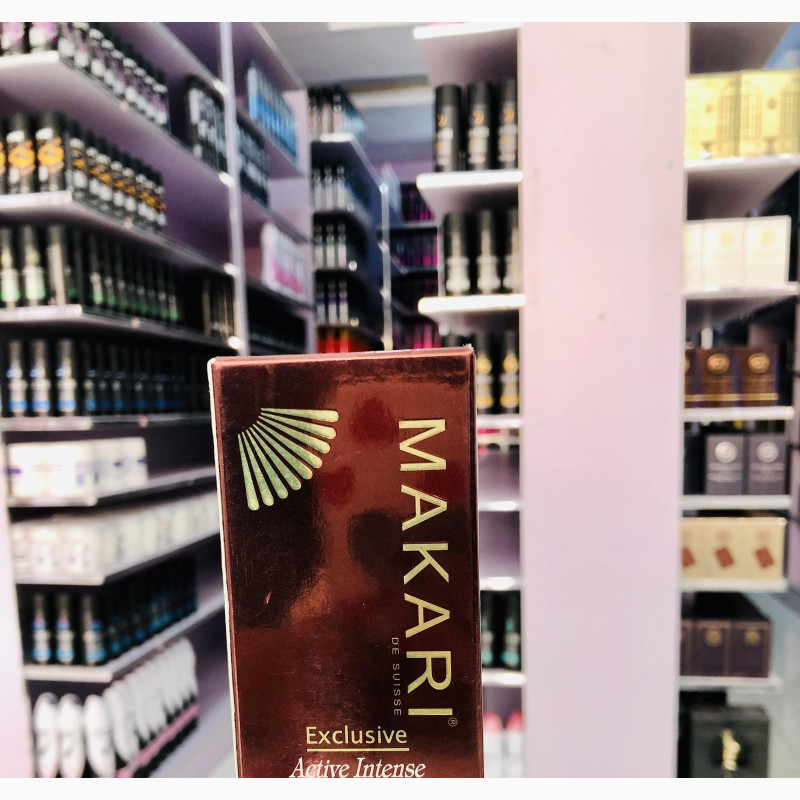 MAKARI®
DE SUISSE
Exclusive
Active Intense